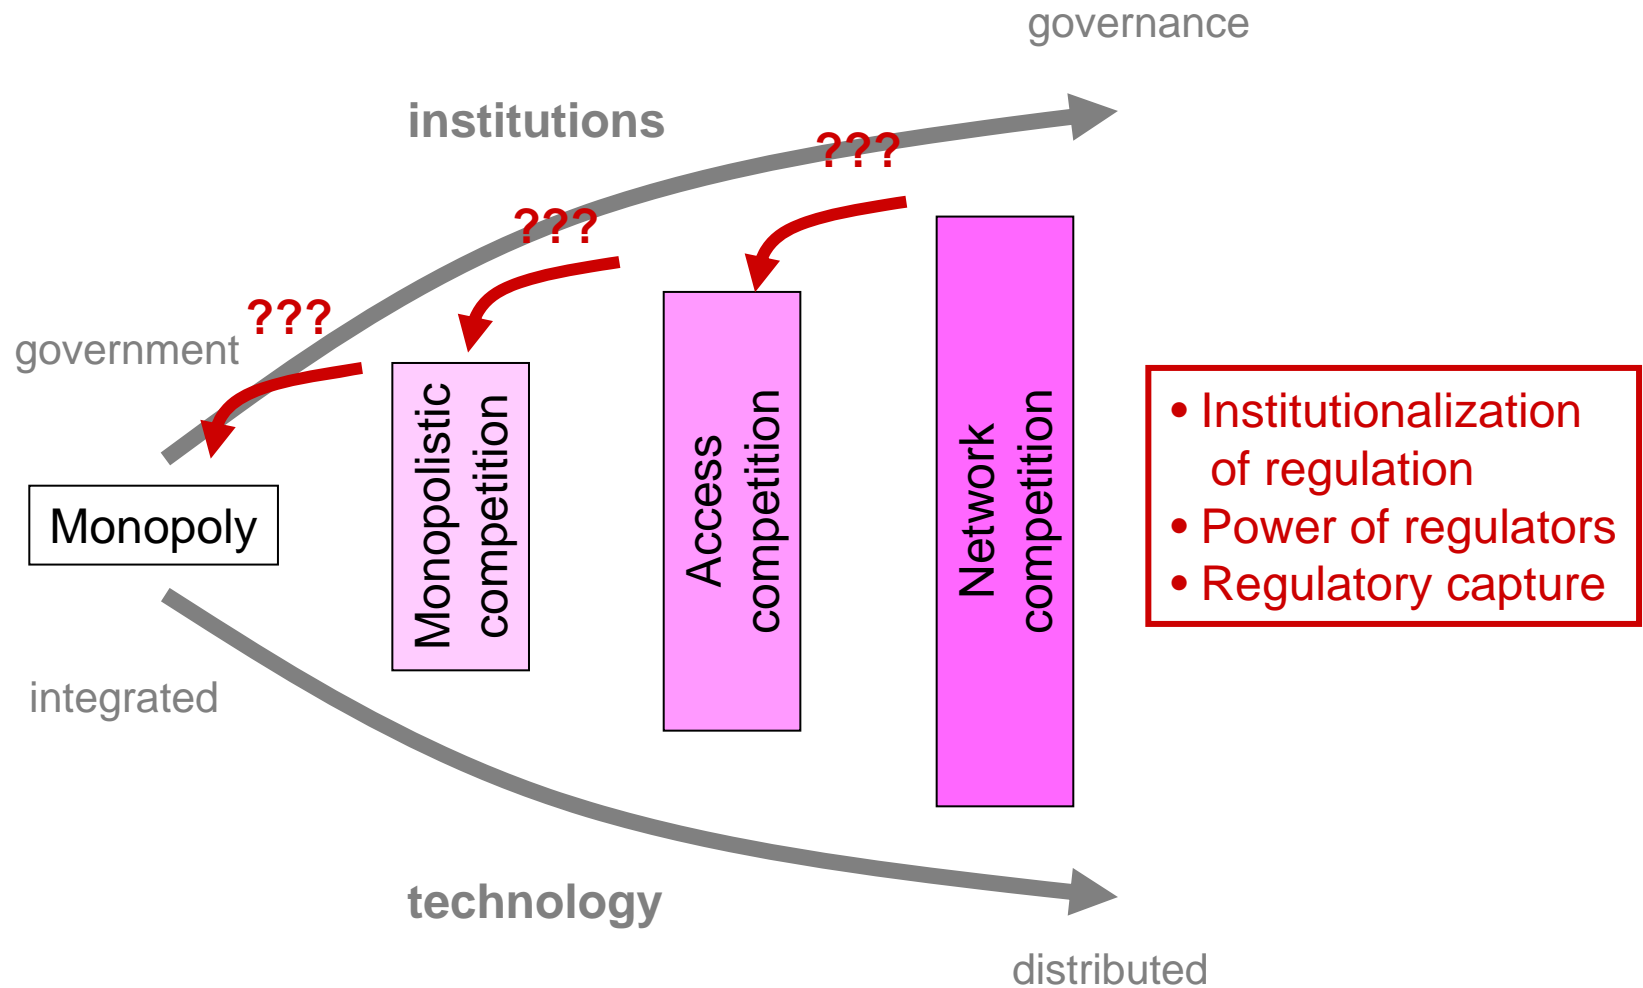 governance
institutions
???
???
???
government
Monopoly
Monopolistic
competition
Access
competition
Network
competition
• Institutionalization
of regulation
• Power of regulators
• Regulatory capture
integrated
technology
distributed